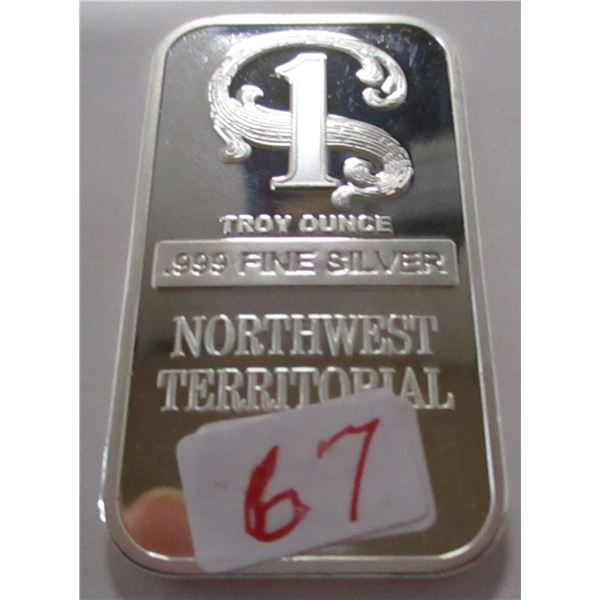 1
TROY OUNCE
.999 FINE SILVER
NORTHWEST
TERRITORIAL
67